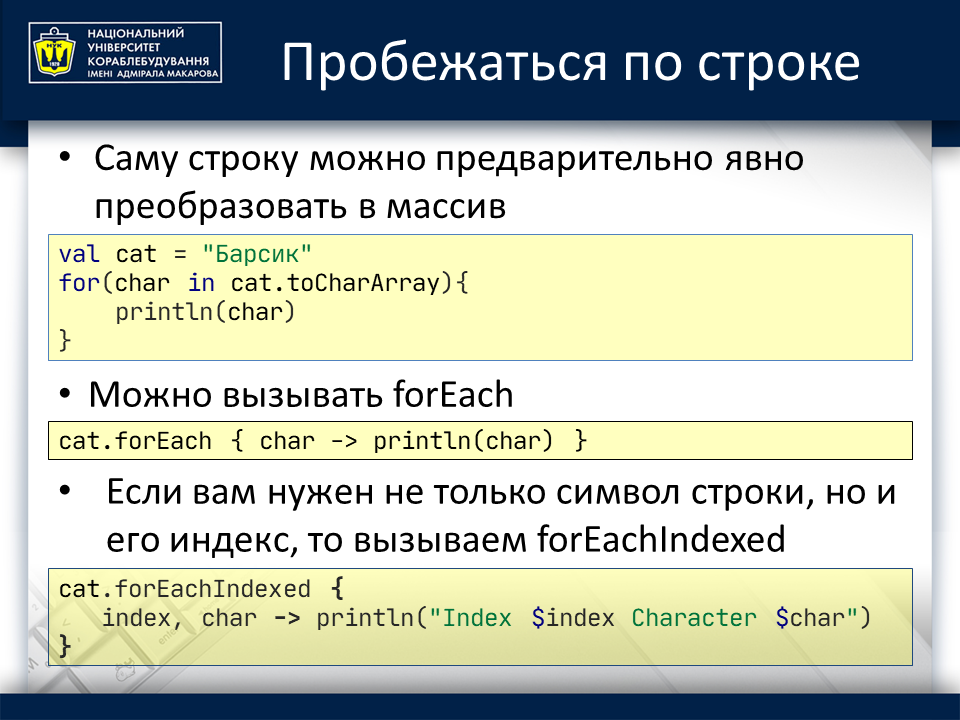 НАЦІОНАЛЬНИЙ
УНІВЕРСИТЕТ
КОРАБЛЕБУДУВАННЯ
ІМЕНІ АДМІРАЛА МАКАРОВА
НУК
1920
Пробежаться по строке
• Саму строку можно предварительно явно
преобразовать в массив
val cat = "Барсик"
for(char in cat.toCharArray){
    println(char)
}
• Можно вызывать forEach
cat.forEach { char -> println(char) }
• Если вам нужен не только символ строки, но и
его индекс, то вызываем forEachIndexed
cat.forEachIndexed {
   index, char -> println("Index $index Character $char")
}